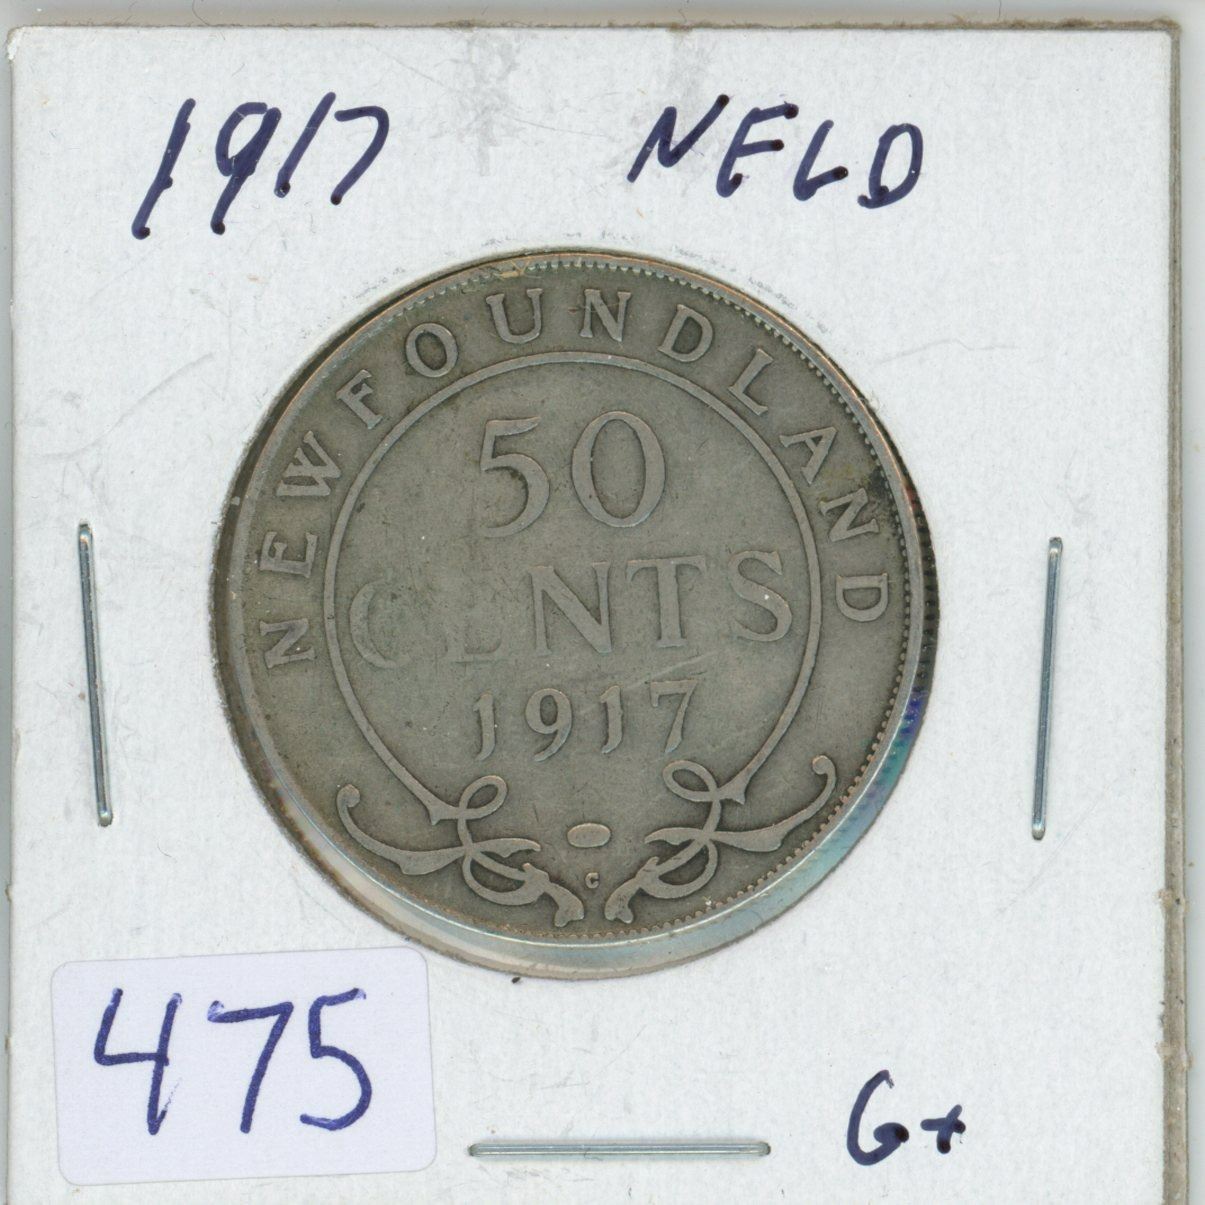 1917 NFLD
NEWFOUNDLAND
50
CENTS
1917
C
475
G+